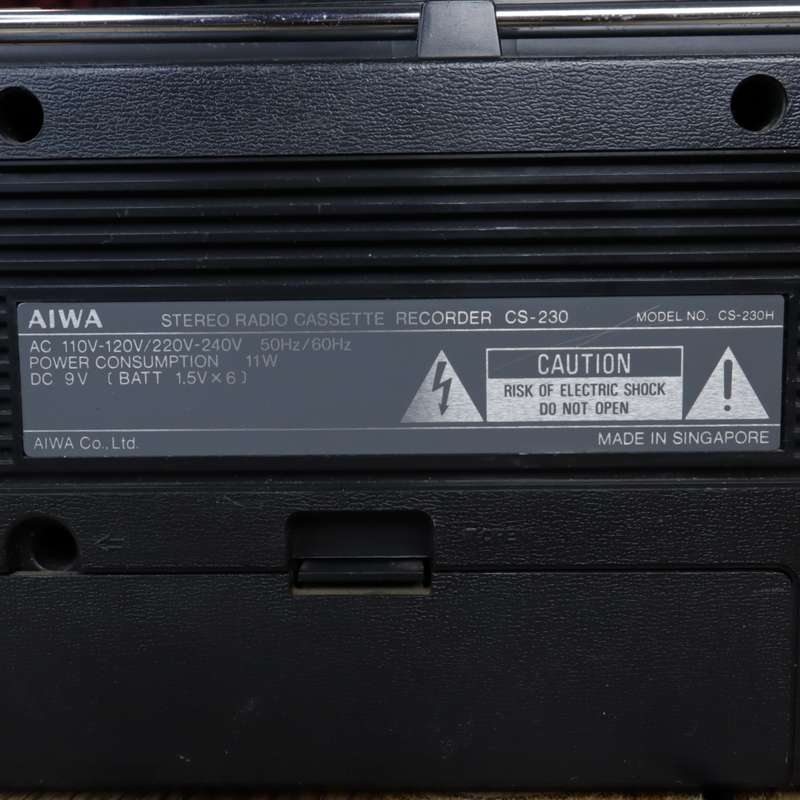 AIWA STEREO RADIO CASSETTE RECORDER CS-230 MODEL NO. CS-230H
AC 110V-120V/220V-240V 50Hz/60Hz
POWER CONSUMPTION 11W
DC 9V (BATT 1.5V×6)
CAUTION
RISK OF ELECTRIC SHOCK
DO NOT OPEN
AIWA Co., Ltd. MADE IN SINGAPORE